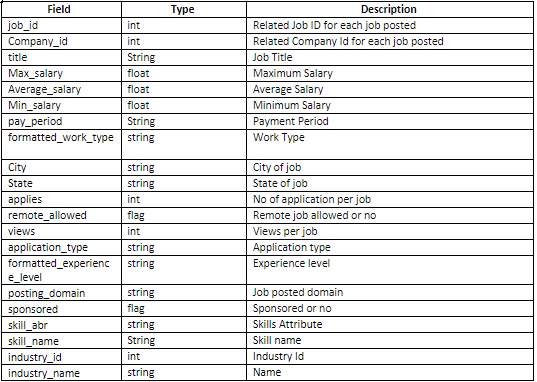 Field Type Description
job_id int Related Job ID for each job posted
Company_id int Related Company Id for each job posted
title String Job Title
Max_salary float Maximum Salary
Average_salary float Average Salary
Min_salary float Minimum Salary
pay_period String Payment Period
formatted_work_type string Work Type
City string City of job
State string State of job
applies int No of application per job
remote_allowed flag Remote job allowed or no
views int Views per job
application_type string Application type
formatted_experienc string Experience level
e_level
posting_domain string Job posted domain
sponsored flag Sponsored or no
skill_abr string Skills Attribute
skill_name String Skill name
industry_id int Industry Id
industry_name string Name